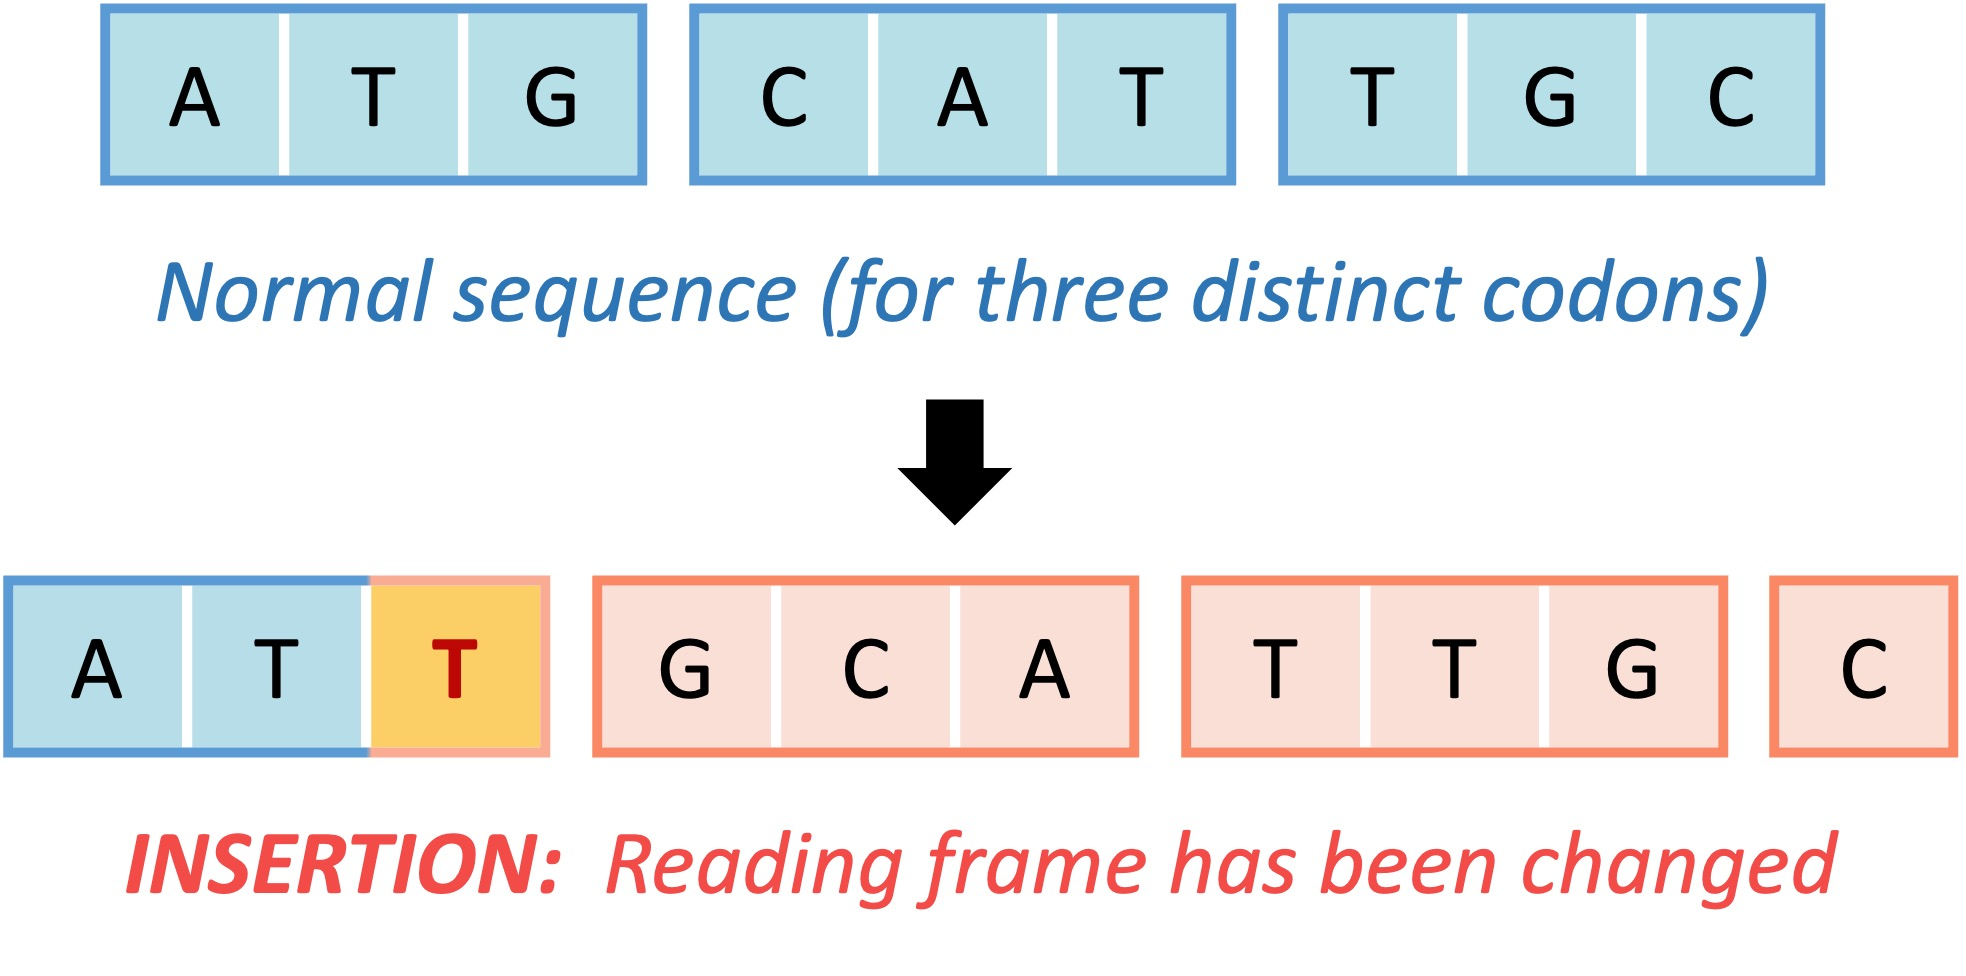 A T G C A T T G C
Normal sequence (for three distinct codons)
A T T G C A T T G C
INSERTION: Reading frame has been changed